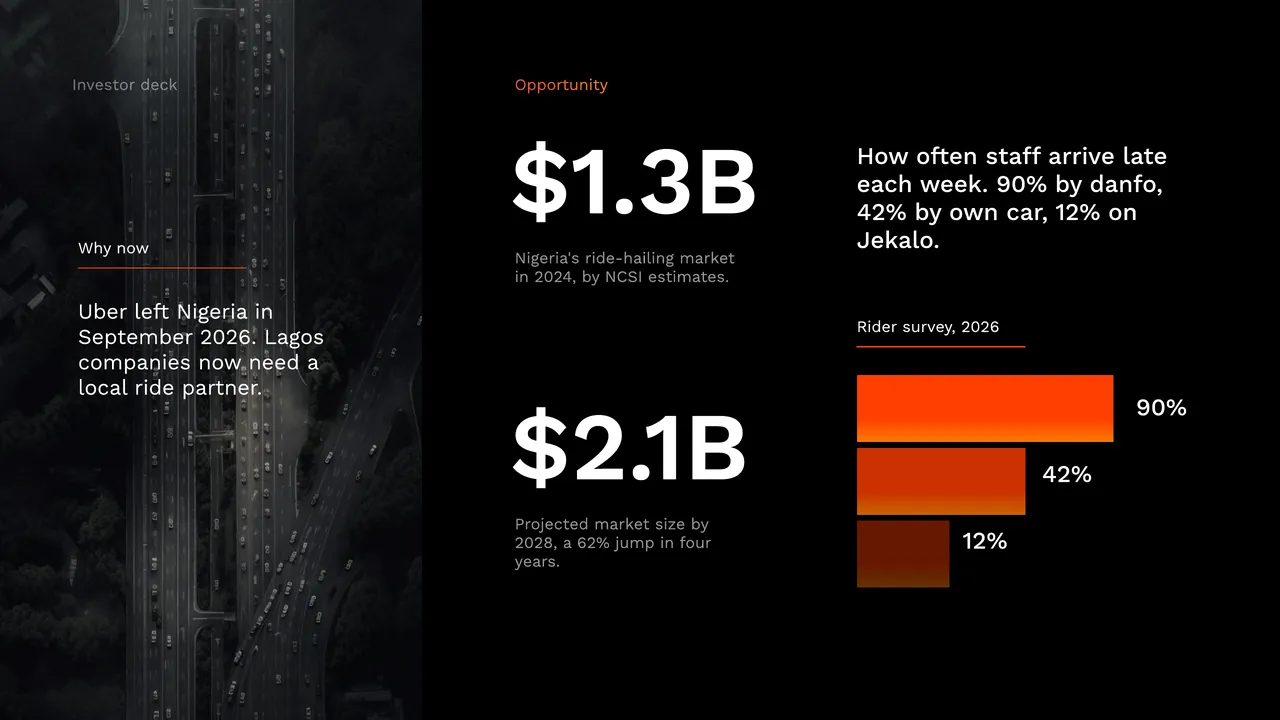 Investor deck
Why now
Uber left Nigeria in
September 2026. Lagos
companies now need a
local ride partner.
Opportunity
$1.3B
Nigeria's ride-hailing market
in 2024, by NCSI estimates.
$2.1B
Projected market size by
2028, a 62% jump in four
years.
How often staff arrive late
each week. 90% by danfo,
42% by own car, 12% on
Jekalo.
Rider survey, 2026
90%
42%
12%